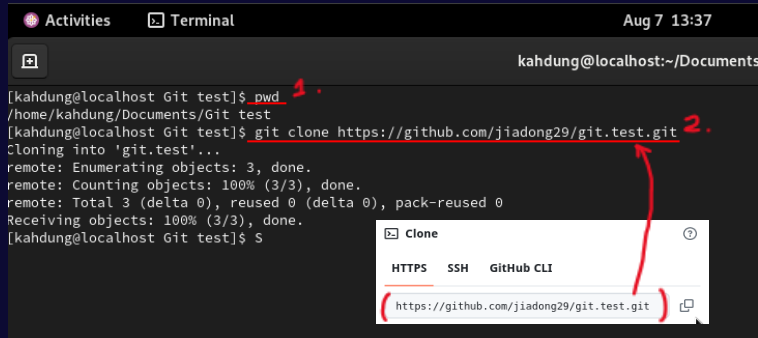 Activities
Terminal
Aug 7 13:37
kahdung@localhost:~/Documents
[kahdung@localhost Git test]$ pwd 1.
/home/kahdung/Documents/Git test
[kahdung@localhost Git test]$ git clone https://github.com/jiadong29/git.test.git 2.
Cloning into 'git.test'...
remote: Enumerating objects: 3, done.
remote: Counting objects: 100% (3/3), done.
remote: Total 3 (delta 0), reused 0 (delta 0), pack-reused 0
Receiving objects: 100% (3/3), done.
[kahdung@localhost Git test]$ S
Clone
HTTPS SSH GitHub CLI
(https://github.com/jiadong29/git.test.git)